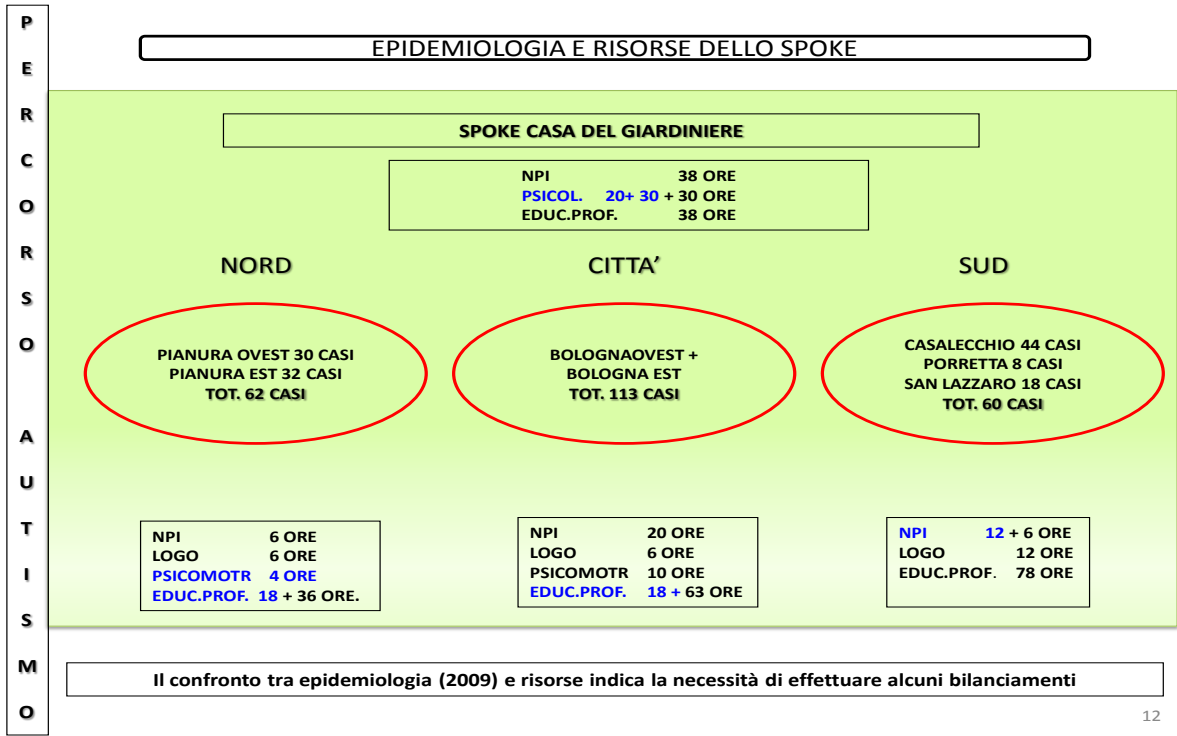 PERCORSO AUTISMO
EPIDEMIOLOGIA E RISORSE DELLO SPOKE
SPOKE CASA DEL GIARDINIERE
NPI 38 ORE
PSICOL. 20+ 30 + 30 ORE
EDUC.PROF. 38 ORE
NORD
PIANURA OVEST 30 CASI
PIANURA EST 32 CASI
TOT. 62 CASI
NPI 6 ORE
LOGO 6 ORE
PSICOMOTR 4 ORE
EDUC.PROF. 18 + 36 ORE.
CITTA’
BOLOGNAOVEST +
BOLOGNA EST
TOT. 113 CASI
NPI 20 ORE
LOGO 6 ORE
PSICOMOTR 10 ORE
EDUC.PROF. 18 + 63 ORE
SUD
CASALECCHIO 44 CASI
PORRETTA 8 CASI
SAN LAZZARO 18 CASI
TOT. 60 CASI
NPI 12 + 6 ORE
LOGO 12 ORE
EDUC.PROF. 78 ORE
Il confronto tra epidemiologia (2009) e risorse indica la necessità di effettuare alcuni bilanciamenti
12